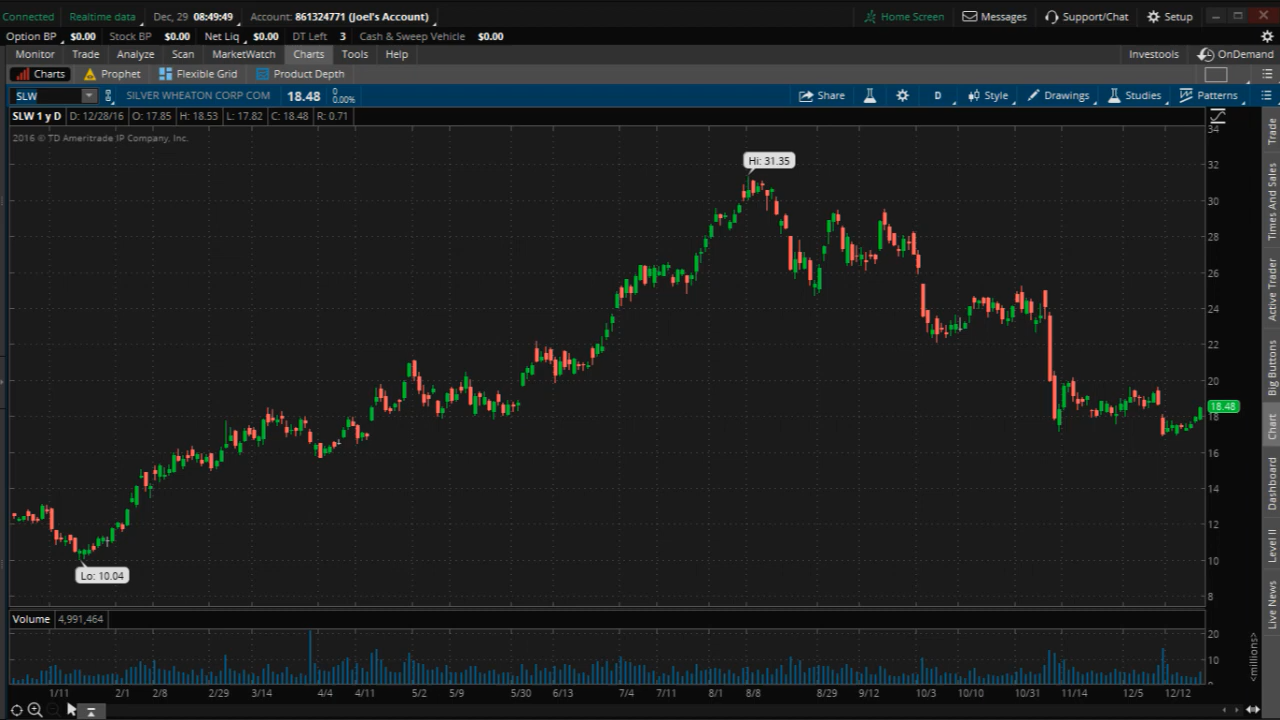 Connected Realtime data Dec, 29 08:49:49 Account: 861324771 (Joel's Account) Home Screen Messages Support/Chat Setup
Option BP $0.00 Stock BP $0.00 Net Liq $0.00 DT Left 3 Cash & Sweep Vehicle $0.00
Monitor Trade Analyze Scan MarketWatch Charts Tools Help Investools OnDemand
Charts Prophet Flexible Grid Product Depth
SLW SILVER WHEATON CORP COM 18.48 0 0.00% Share D Style Drawings Studies Patterns
SLW 1 y D D: 12/28/16 O: 17.85 H: 18.53 L: 17.82 C: 18.48 R: 0.71
2016 © TD Ameritrade IP Company, Inc.
Hi: 31.35
Lo: 10.04
34
32
30
28
26
24
22
20
18.48
18
16
14
12
10
8
Volume 4,991,464
20
10
0
<millions>
1/11 2/1 2/8 2/29 3/14 4/4 4/11 5/2 5/9 5/30 6/13 7/4 7/11 8/1 8/8 8/29 9/12 10/3 10/10 10/31 11/14 12/5 12/12
Trade
Times And Sales
Active Trader
Big Buttons
Chart
Dashboard
Level II
Live News